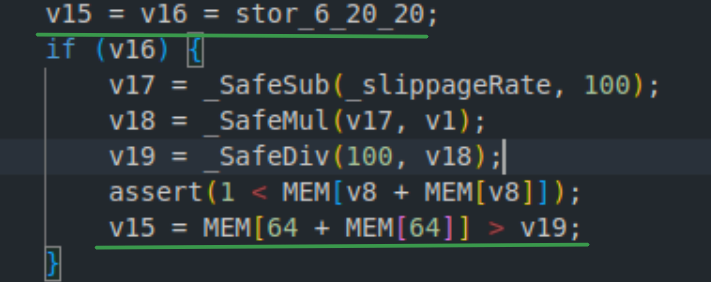 v15 = v16 = stor_6_20_20;
if (v16) {
v17 = _SafeSub(_slippageRate, 100);
v18 = _SafeMul(v17, v1);
v19 = _SafeDiv(100, v18);
assert(1 < MEM[v8 + MEM[v8]]);
v15 = MEM[64 + MEM[64]] > v19;
}